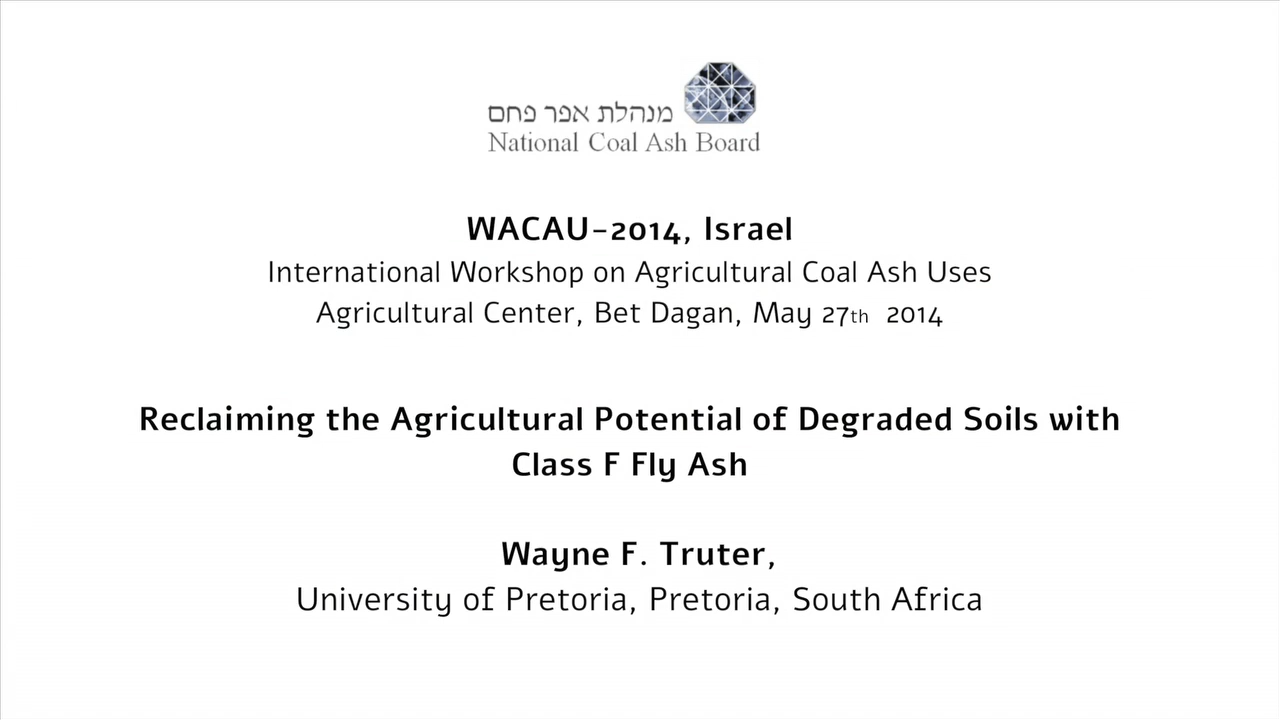 מנהלת אפר פחם
National Coal Ash Board
WACAU-2014, Israel
International Workshop on Agricultural Coal Ash Uses
Agricultural Center, Bet Dagan, May 27th 2014
Reclaiming the Agricultural Potential of Degraded Soils with
Class F Fly Ash
Wayne F. Truter,
University of Pretoria, Pretoria, South Africa